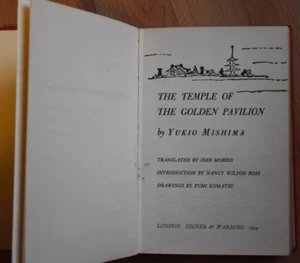 THE TEMPLE OF
THE GOLDEN PAVILION
by YUKIO MISHIMA
TRANSLATED BY IVAN MORRIS
INTRODUCTION BY NANCY WILSON ROSS
DRAWINGS BY FUMI KOMATSU
LONDON SECKER & WARBURG 1959